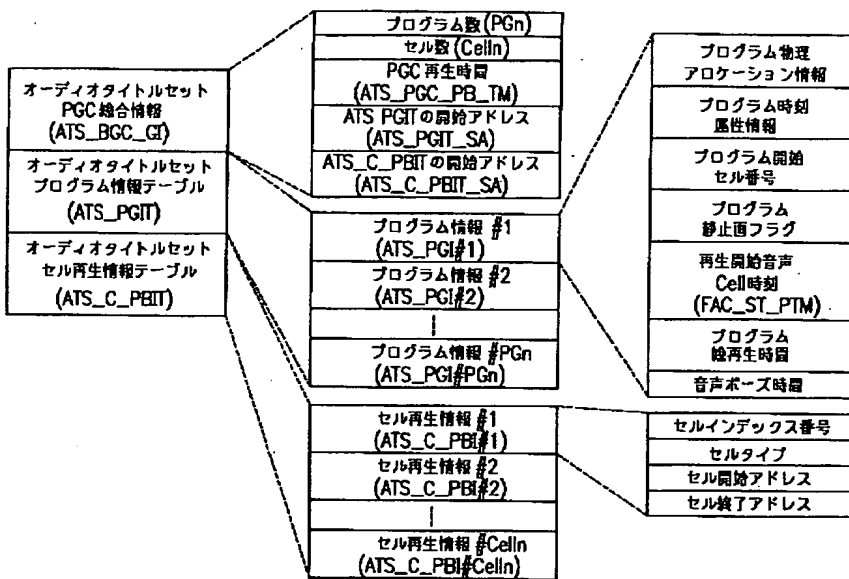 オーディオタイトルセット
PGC総合情報
(ATS_BGC_GI)
オーディオタイトルセット
プログラム情報テーブル
(ATS_PGIT)
オーディオタイトルセット
セル再生情報テーブル
(ATS_C_PBIT)
プログラム数(PGn)
セル数(Celln)
PGC再生時間
(ATS_PGC_PB_TM)
ATS PGITの開始アドレス
(ATS_PGIT_SA)
ATS_C_PBITの開始アドレス
(ATS_C_PBIT_SA)
プログラム情報 #1
(ATS_PGI#1)
プログラム情報 #2
(ATS_PGI#2)
プログラム情報 #PGn
(ATS_PGI#PGn)
セル再生情報 #1
(ATS_C_PBI#1)
セル再生情報 #2
(ATS_C_PBI#2)
セル再生情報 #Celln
(ATS_C_PBI#Celln)
プログラム物理
アロケーション情報
プログラム時刻
属性情報
プログラム開始
セル番号
プログラム
静止画フラグ
再生開始音声
Cell時刻
(FAC_ST_PTM)
プログラム
総再生時間
音声ポーズ時間
セルインデックス番号
セルタイプ
セル開始アドレス
セル終了アドレス